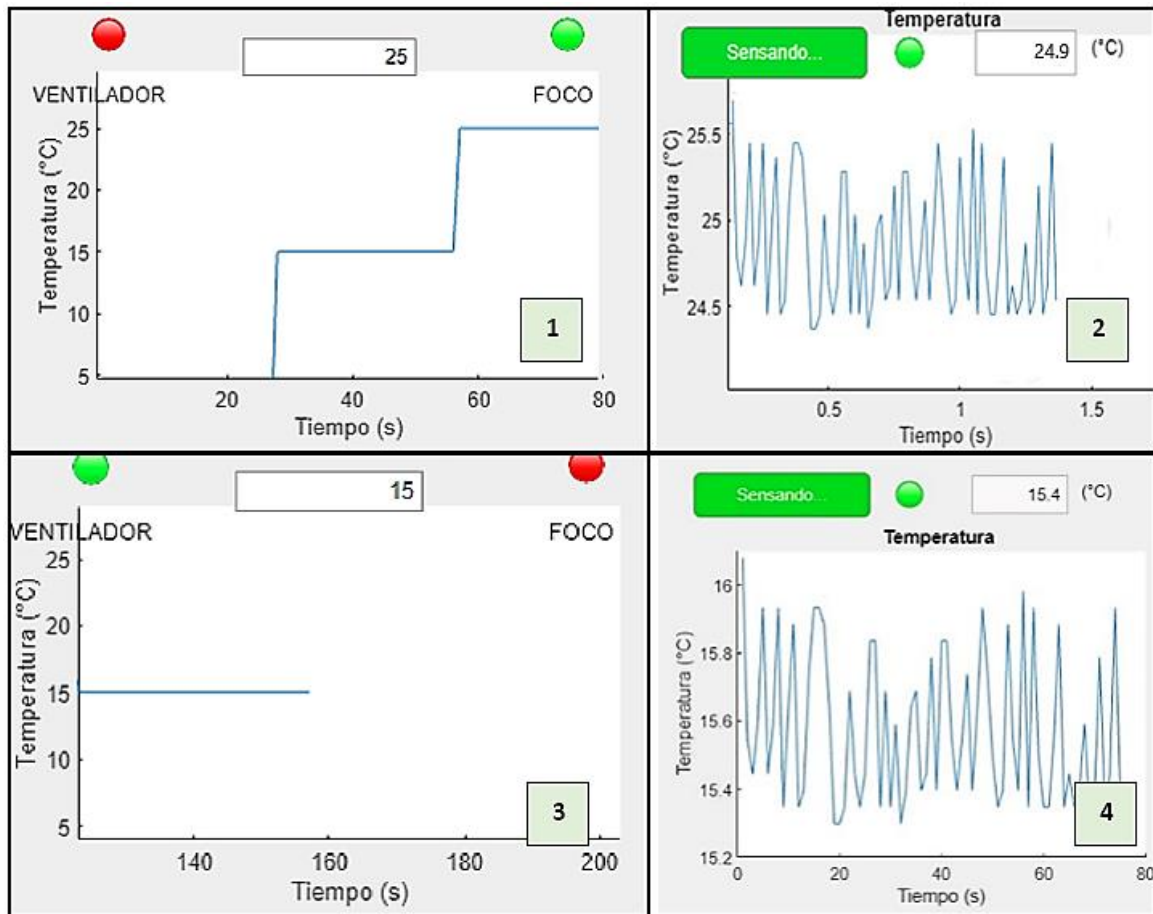 25
VENTILADOR
FOCO
Temperatura (°C)
25
20
15
10
5
20
40
60
80
Tiempo (s)
1
Temperatura
Sensando...
24.9
(°C)
Temperatura (°C)
25.5
25
24.5
0.5
1
1.5
Tiempo (s)
2
15
VENTILADOR
FOCO
Temperatura (°C)
25
20
15
10
5
140
160
180
200
Tiempo (s)
3
Sensando...
15.4
(°C)
Temperatura
Temperatura (°C)
16
15.8
15.6
15.4
15.2
0
20
40
60
80
Tiempo (s)
4